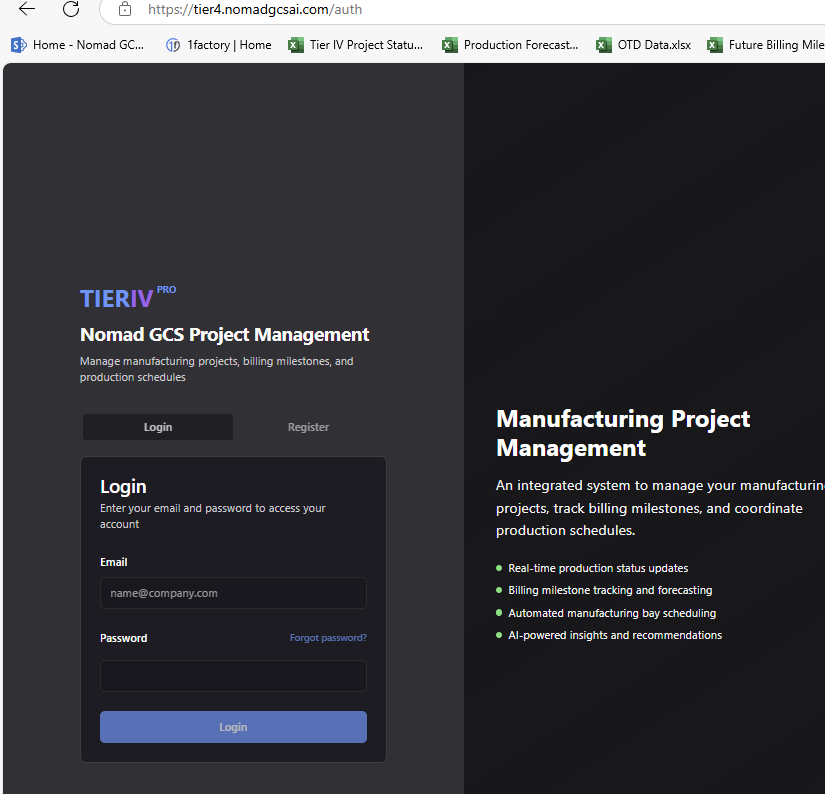 https://tier4.nomadgcsai.com/auth
Home - Nomad GC... 1factory | Home Tier IV Project Statu... Production Forecast... OTD Data.xlsx Future Billing Mile
TIERIV PRO
Nomad GCS Project Management
Manage manufacturing projects, billing milestones, and
production schedules
Login Register
Login
Enter your email and password to access your
account
Email
name@company.com
Password Forgot password?
Login
Manufacturing Project
Management
An integrated system to manage your manufacturing
projects, track billing milestones, and coordinate
production schedules.
Real-time production status updates
Billing milestone tracking and forecasting
Automated manufacturing bay scheduling
AI-powered insights and recommendations